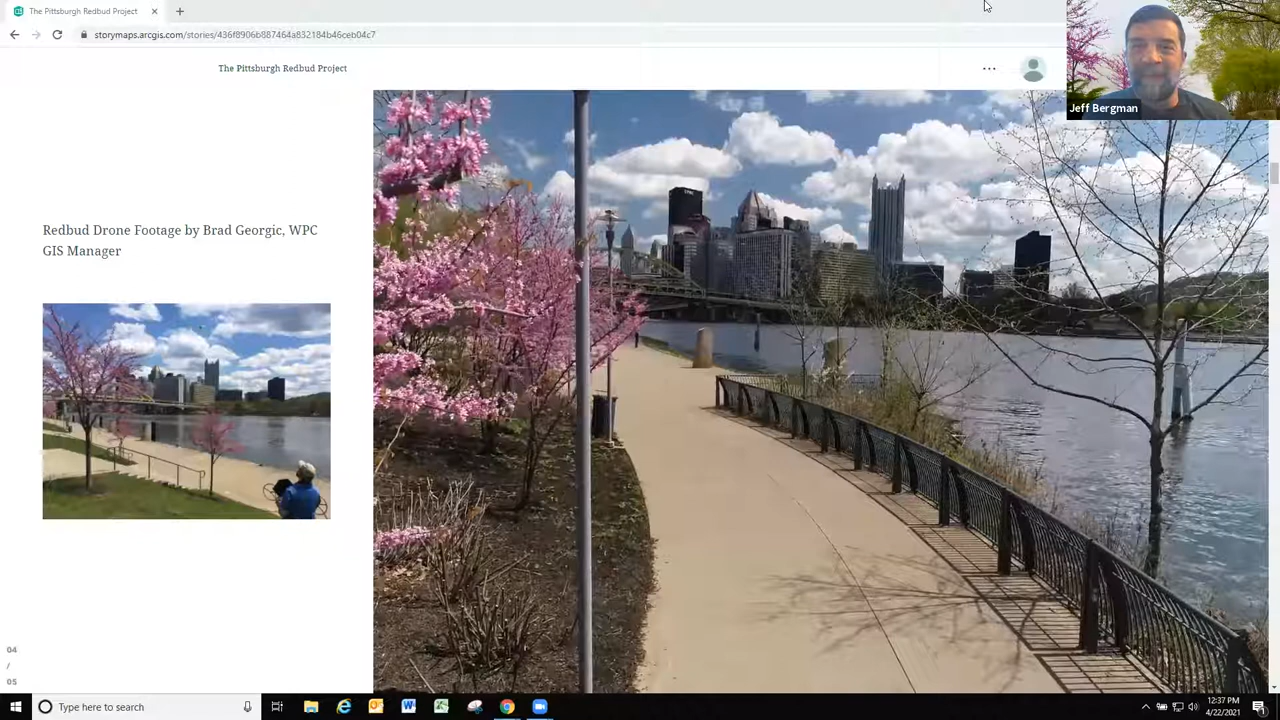 The Pittsburgh Redbud Project
storymaps.arcgis.com/stories/436f8906b887464a832184b46ceb04c7
The Pittsburgh Redbud Project
Jeff Bergman
Redbud Drone Footage by Brad Georgic, WPC
GIS Manager
04
/
05
Type here to search
12:37 PM
4/22/2021